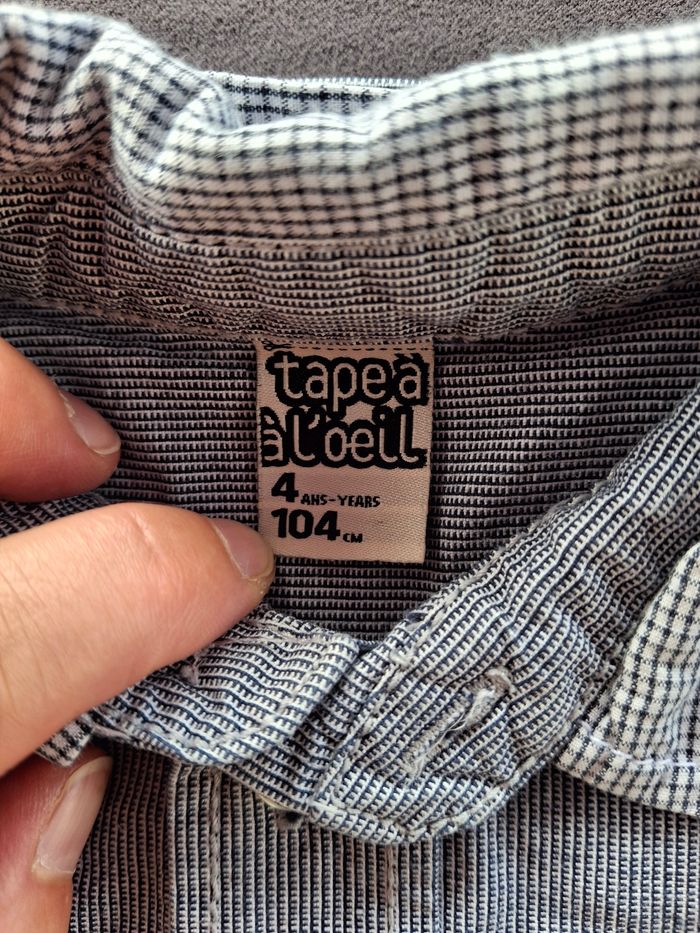 tape à
à l'oeil
4 ANS-YEARS
104 CM